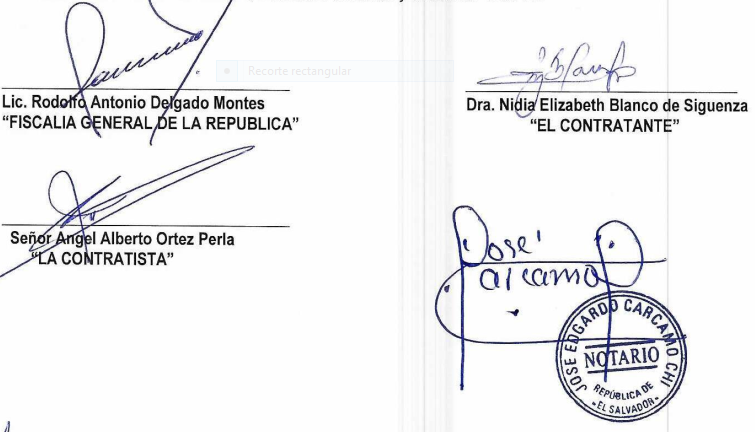 Recorte rectangular
Lic. Rodolfo Antonio Delgado Montes
“FISCALIA GENERAL DE LA REPUBLICA”
Dra. Nidia Elizabeth Blanco de Siguenza
“EL CONTRATANTE”
Señor Angel Alberto Ortez Perla
“LA CONTRATISTA”
José
Carcamo
JOSE EDGARDO CARCAMO CHI
NOTARIO
REPÚBLICA DE
EL SALVADOR